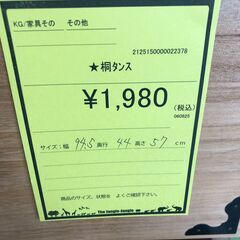 KG/家具その その他
2125150000022378
★桐タンス
¥1,980
(税込)
060825
サイズ:幅 94.5 奥行 44 高さ 57 cm
商品のサイズ、状態を よくご確認下さい。
The Jungle-Jungle